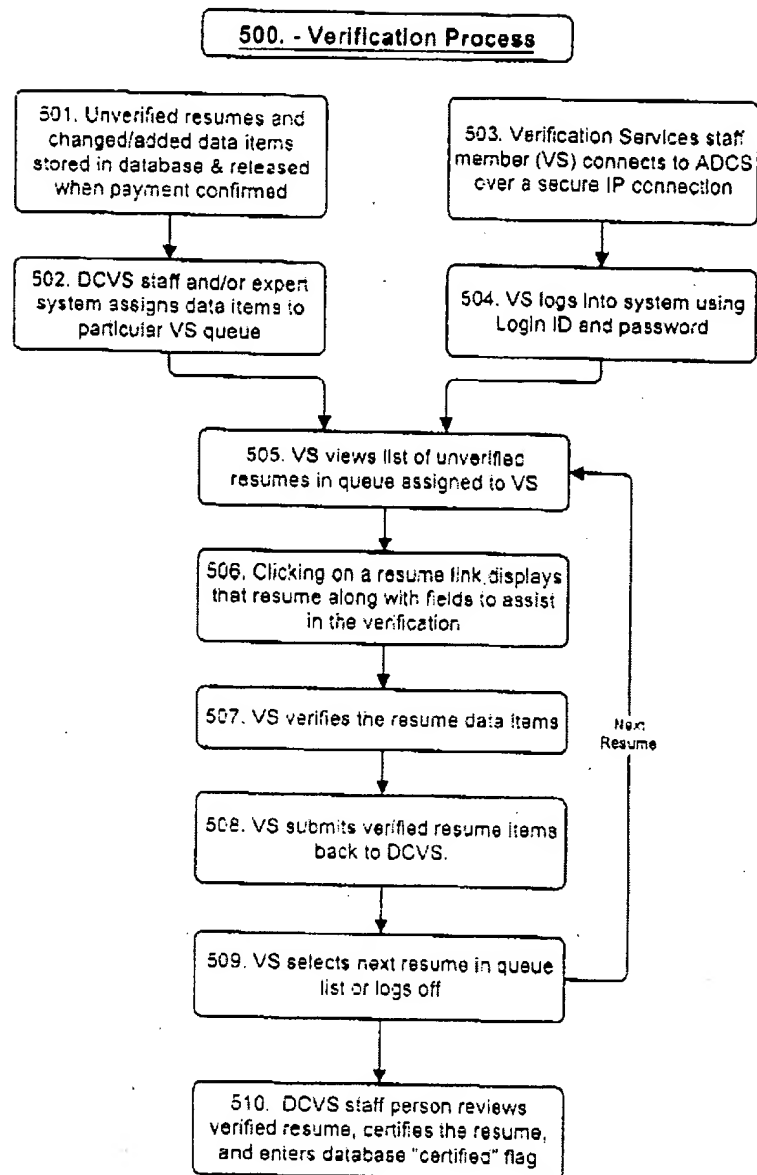 500. - Verification Process
501. Unverified resumes and
changed/added data items
stored in database & released
when payment confirmed
503. Verification Services staff
member (VS) connects to ADCS
over a secure IP connection
502. DCVS staff and/or expert
system assigns data items to
particular VS queue
504. VS logs into system using
Login ID and password
505. VS views list of unverified
resumes in queue assigned to VS
506. Clicking on a resume link displays
that resume along with fields to assist
in the verification
507. VS verifies the resume data items
Next
Resume
508. VS submits verified resume items
back to DCVS.
509. VS selects next resume in queue
list or logs off
510. DCVS staff person reviews
verified resume, certifies the resume,
and enters database "certified" flag